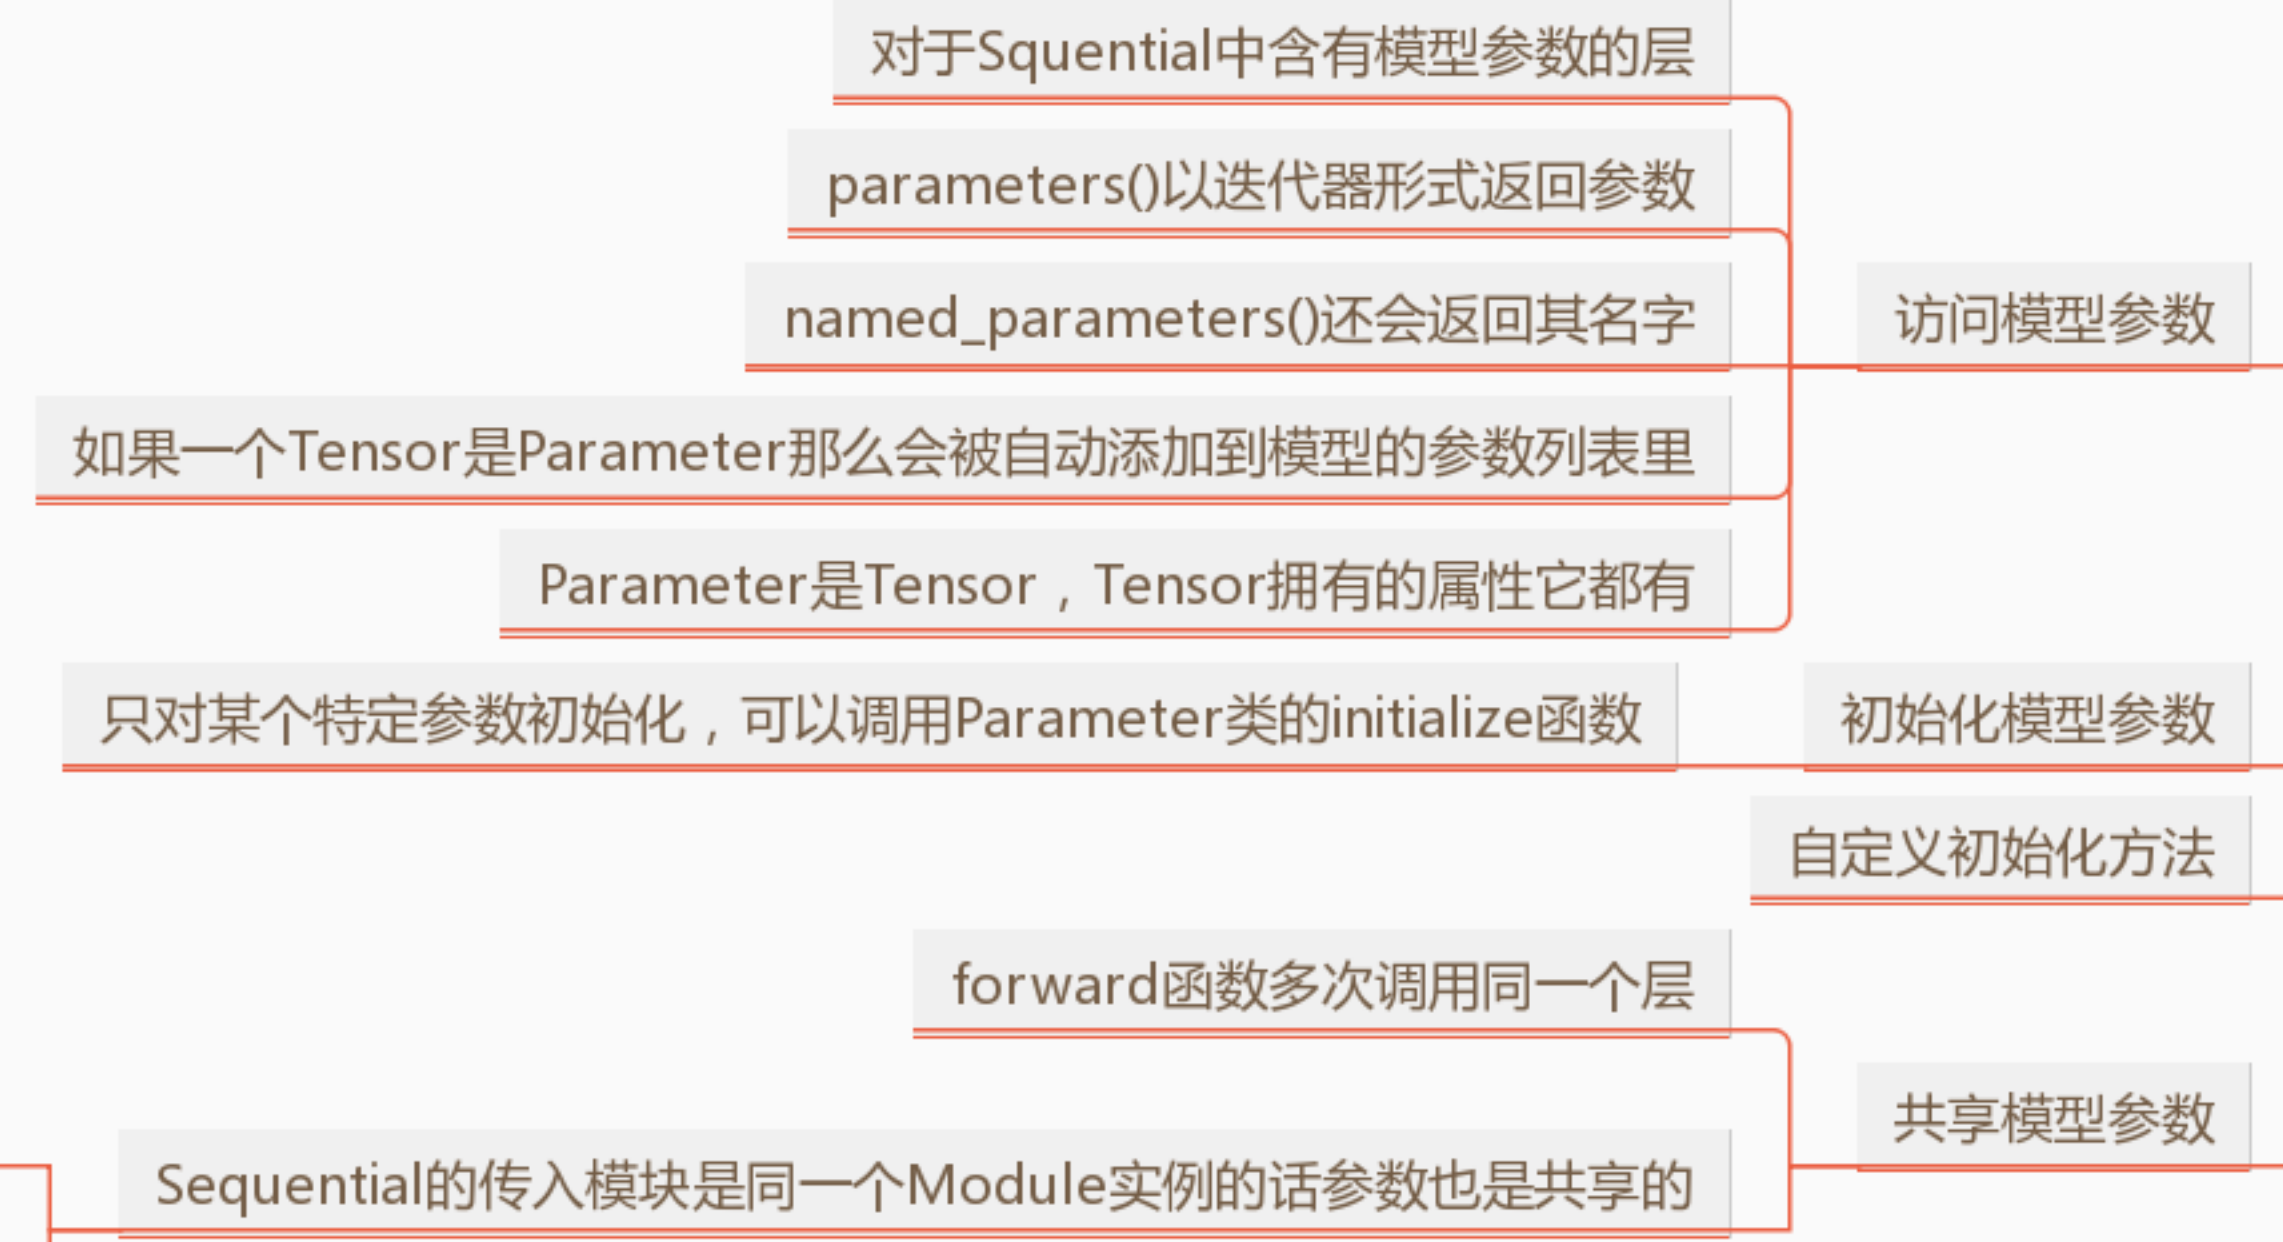 对于Squential中含有模型参数的层
parameters()以迭代器形式返回参数
named_parameters()还会返回其名字
访问模型参数
如果一个Tensor是Parameter那么会被自动添加到模型的参数列表里
Parameter是Tensor，Tensor拥有的属性它都有
只对某个特定参数初始化，可以调用Parameter类的initialize函数
初始化模型参数
自定义初始化方法
forward函数多次调用同一个层
共享模型参数
Sequential的传入模块是同一个Module实例的话参数也是共享的